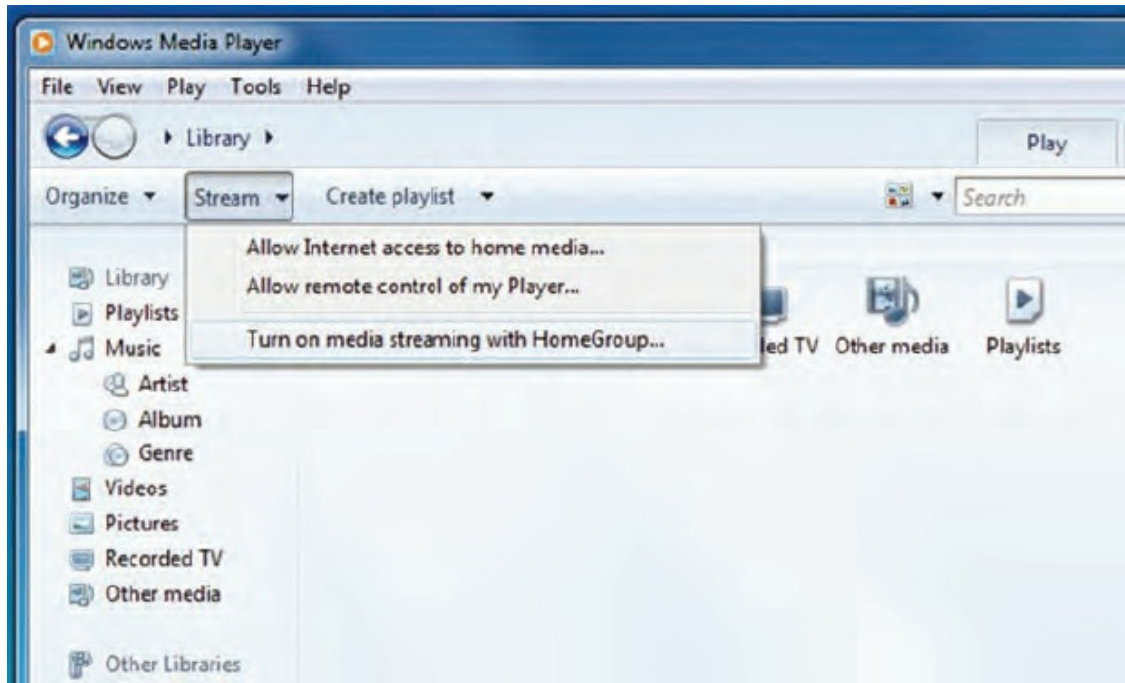 Windows Media Player
File View Play Tools Help
Library
Play
Organize Stream Create playlist Search
Allow Internet access to home media...
Allow remote control of my Player...
Turn on media streaming with HomeGroup...
Library
Playlists
Music
Artist
Album
Genre
Videos
Pictures
Recorded TV
Other media
Other Libraries
ded TV Other media Playlists